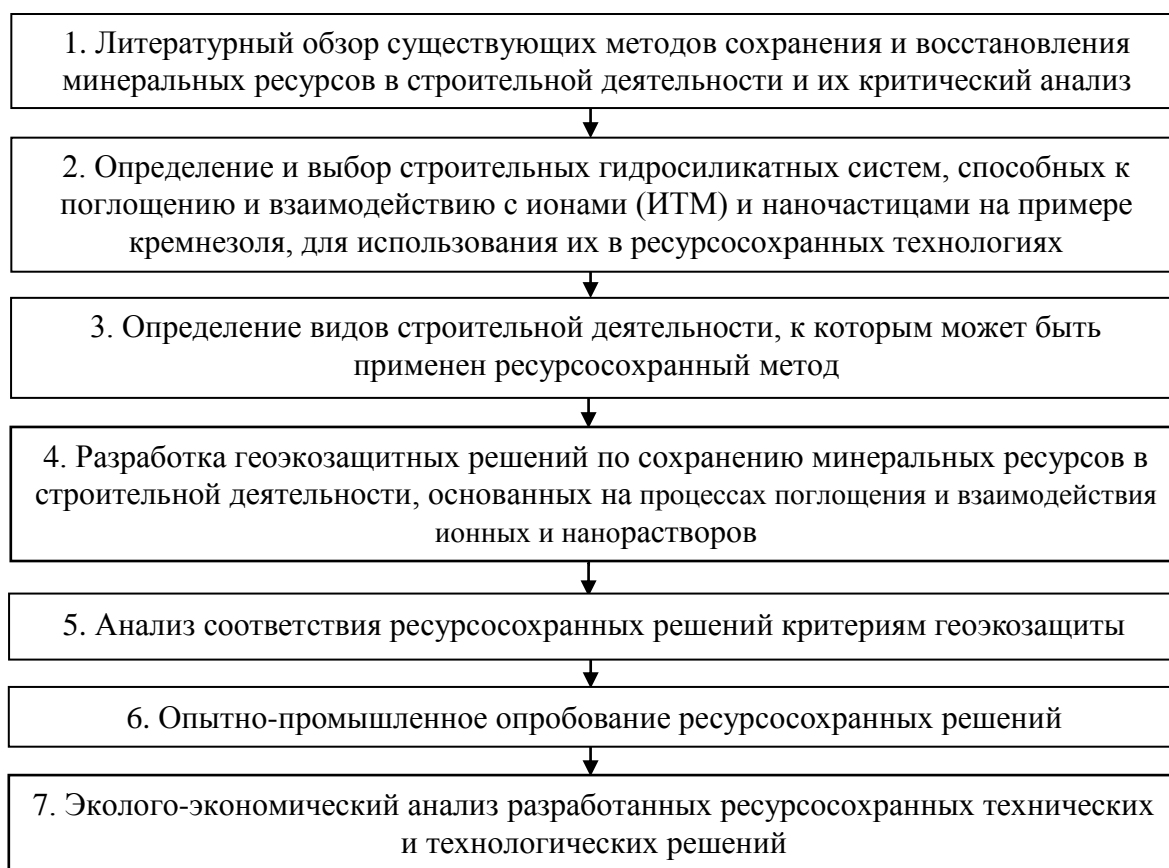 1. Литературный обзор существующих методов сохранения и восстановления
минеральных ресурсов в строительной деятельности и их критический анализ
2. Определение и выбор строительных гидросиликатных систем, способных к
поглощению и взаимодействию с ионами (ИТМ) и наночастицами на примере
кремнезоля, для использования их в ресурсосохранных технологиях
3. Определение видов строительной деятельности, к которым может быть
применен ресурсосохранный метод
4. Разработка геоэкозащитных решений по сохранению минеральных ресурсов в
строительной деятельности, основанных на процессах поглощения и взаимодействия
ионных и нанорастворов
5. Анализ соответствия ресурсосохранных решений критериям геоэкозащиты
6. Опытно-промышленное опробование ресурсосохранных решений
7. Эколого-экономический анализ разработанных ресурсосохранных технических
и технологических решений